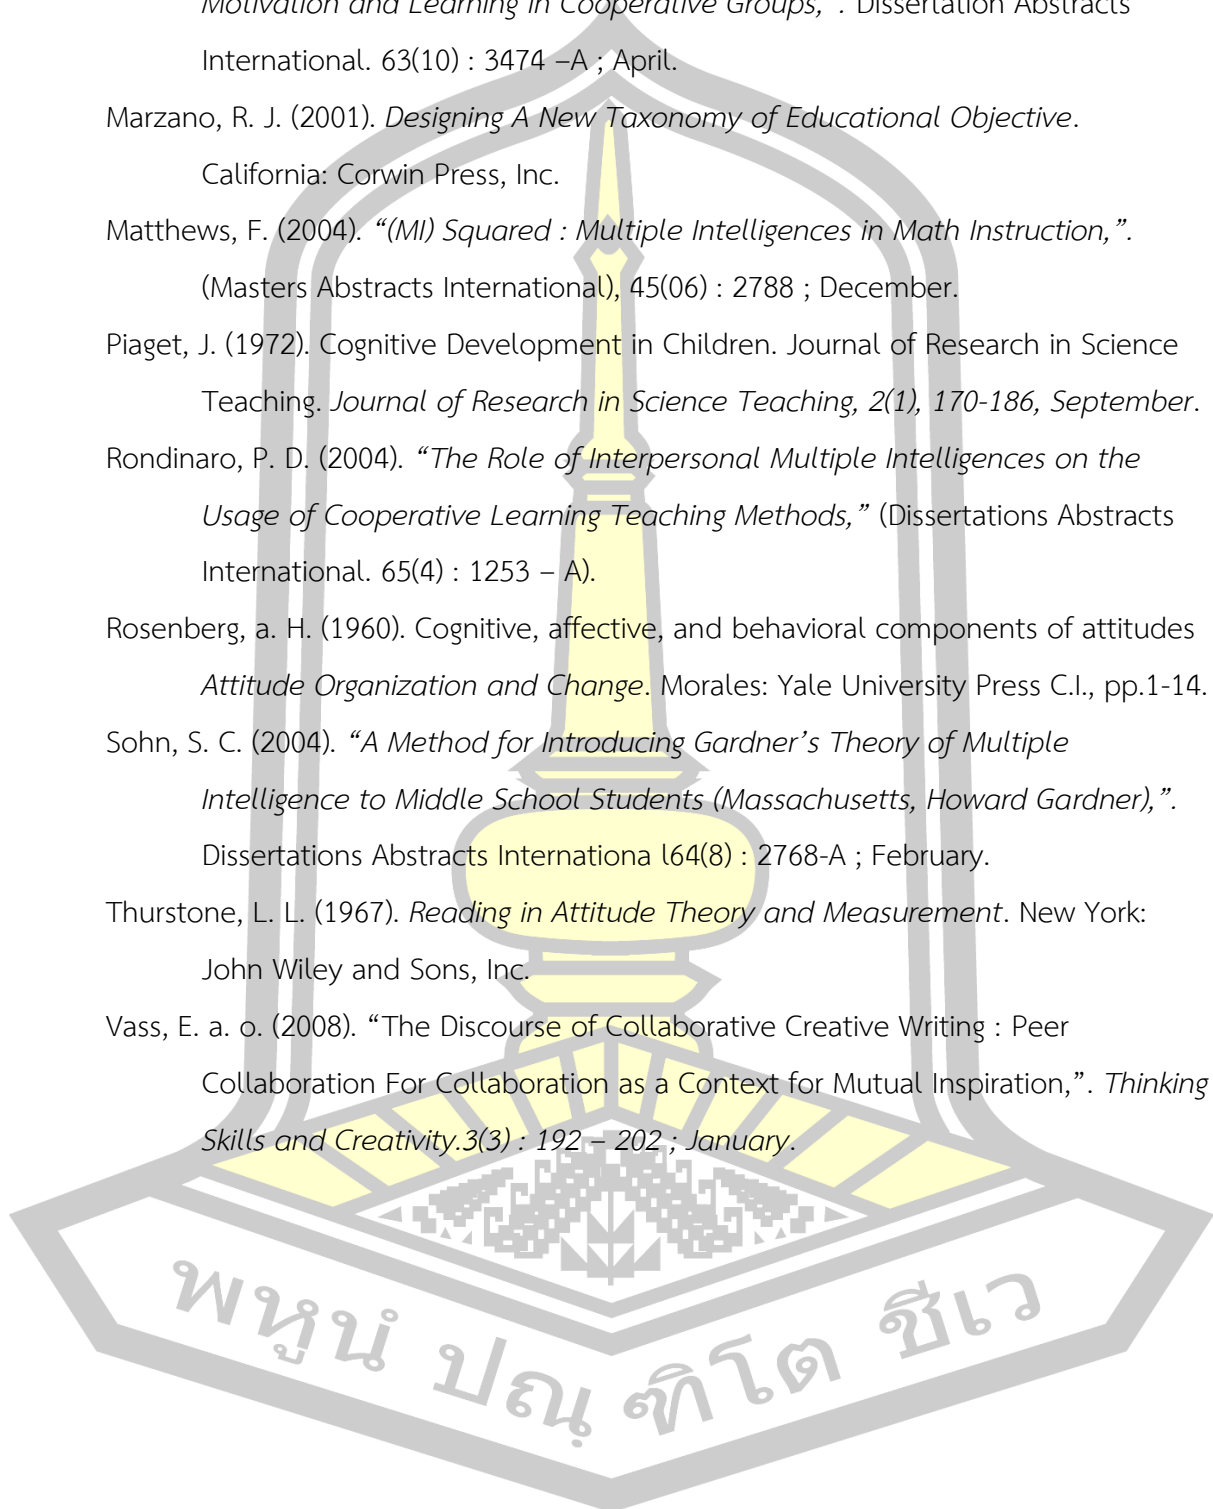 Motivation and Learning in Cooperative Groups,”. Dissertation Abstracts
International. 63(10) : 3474 –A ; April.
Marzano, R. J. (2001). Designing A New Taxonomy of Educational Objective.
California: Corwin Press, Inc.
Matthews, F. (2004). “(MI) Squared : Multiple Intelligences in Math Instruction,”.
(Masters Abstracts International), 45(06) : 2788 ; December.
Piaget, J. (1972). Cognitive Development in Children. Journal of Research in Science
Teaching. Journal of Research in Science Teaching, 2(1), 170-186, September.
Rondinaro, P. D. (2004). “The Role of Interpersonal Multiple Intelligences on the
Usage of Cooperative Learning Teaching Methods,” (Dissertations Abstracts
International. 65(4) : 1253 – A).
Rosenberg, a. H. (1960). Cognitive, affective, and behavioral components of attitudes
Attitude Organization and Change. Morales: Yale University Press C.I., pp.1-14.
Sohn, S. C. (2004). “A Method for Introducing Gardner’s Theory of Multiple
Intelligence to Middle School Students (Massachusetts, Howard Gardner),”.
Dissertations Abstracts Internationa l64(8) : 2768-A ; February.
Thurstone, L. L. (1967). Reading in Attitude Theory and Measurement. New York:
John Wiley and Sons, Inc.
Vass, E. a. o. (2008). “The Discourse of Collaborative Creative Writing : Peer
Collaboration For Collaboration as a Context for Mutual Inspiration,”. Thinking
Skills and Creativity.3(3) : 192 – 202 ; January.
พหูนํ ปณฺฑิโต ชีเว